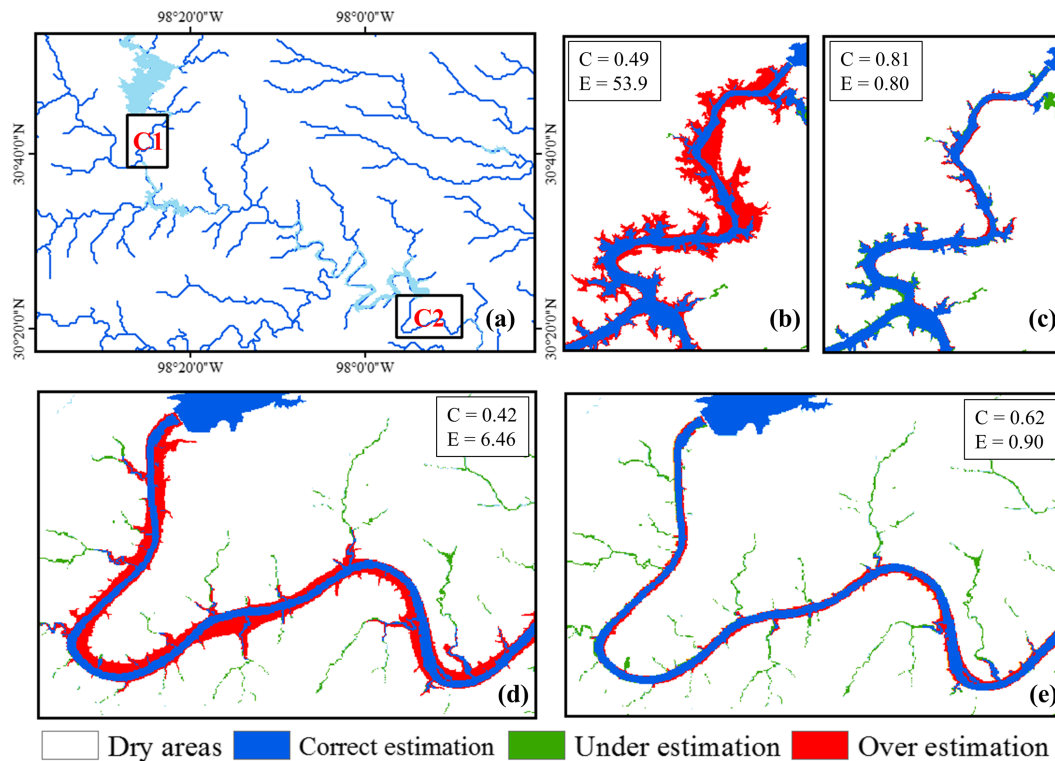 98°20'0"W 98°0'0"W
30°40'0"N
30°20'0"N
C1
C2
(a)
30°40'0"N
30°20'0"N
98°20'0"W 98°0'0"W
C = 0.49
E = 53.9
(b)
C = 0.81
E = 0.80
(c)
C = 0.42
E = 6.46
(d)
C = 0.62
E = 0.90
(e)
Dry areas Correct estimation Under estimation Over estimation